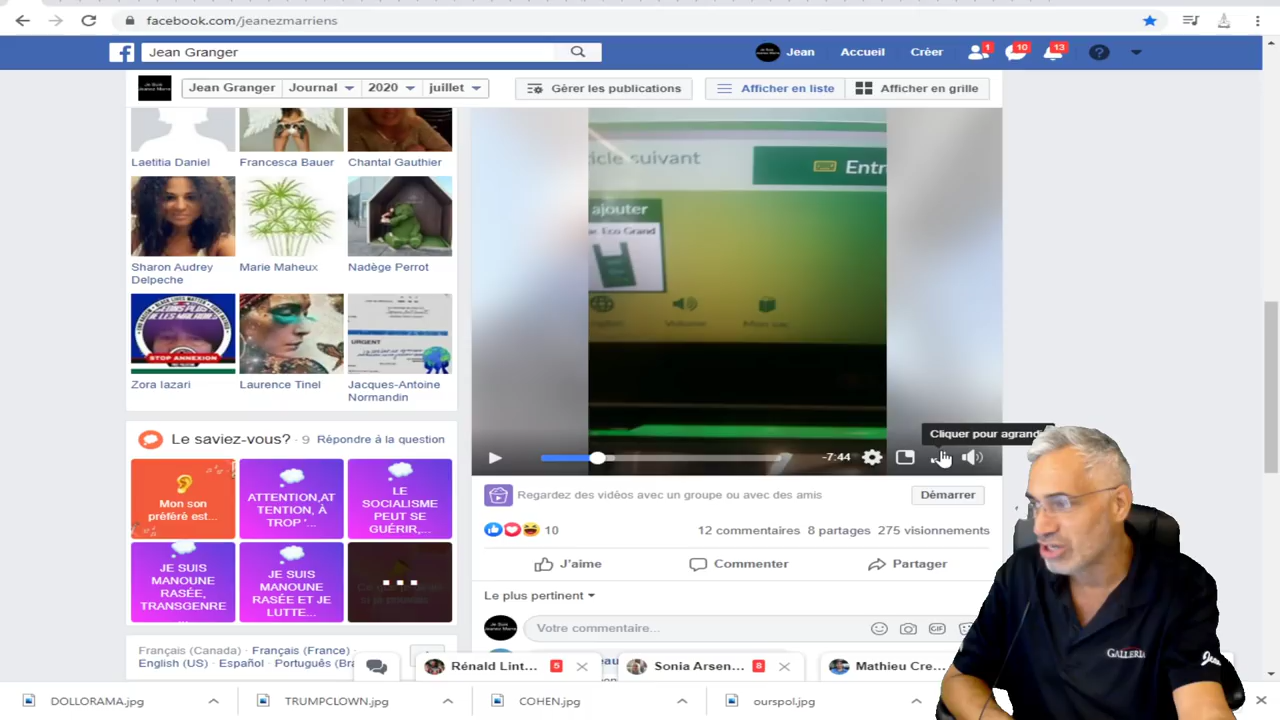 facebook.com/jeanezmarriens
Jean Granger
Jean
Accueil
Créer
1
10
13
Jean Granger
Journal
2020
juillet
Gérer les publications
Afficher en liste
Afficher en grille
Laetitia Daniel
Francesca Bauer
Chantal Gauthier
Sharon Audrey
Delpeche
Marie Maheux
Nadège Perrot
STOP ANNEXION
URGENT
Zora Iazari
Laurence Tinel
Jacques-Antoine
Normandin
icle suivant
Entr
ajouter
Eco Grand
Volume
-7:44
Cliquer pour agrandi
Le saviez-vous? · 9 Répondre à la question
Mon son
préféré est...
ATTENTION,AT
TENTION, À
TROP '...
LE
SOCIALISME
PEUT SE
GUÉRIR,...
JE SUIS
MANOUNE
RASÉE,
TRANSGENRE
...
JE SUIS
MANOUNE
RASÉE ET JE
LUTTE...
Regardez des vidéos avec un groupe ou avec des amis
Démarrer
10
12 commentaires 8 partages 275 visionnements
J'aime
Commenter
Partager
Le plus pertinent
Votre commentaire...
GIF
Français (Canada) · Français (France) ·
English (US) · Español · Português (Bra
Rénald Lint...
5
Sonia Arsen...
8
Mathieu Cre...
GALLERIA
DOLLORAMA.jpg
TRUMPCLOWN.jpg
COHEN.jpg
ourspol.jpg